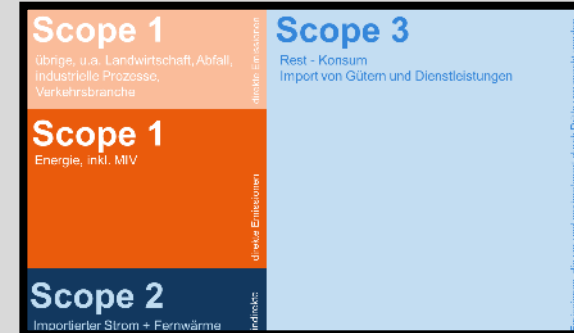 Scope 1
übrige, u.a. Landwirtschaft, Abfall,
industrielle Prozesse,
Verkehrsbranche
direkte Emissionen
Scope 1
Energie, inkl. MIV
direkte Emissionen
Scope 2
Importierter Strom + Fernwärme
indirekte
Scope 3
Rest - Konsum
Import von Gütern und Dienstleistungen